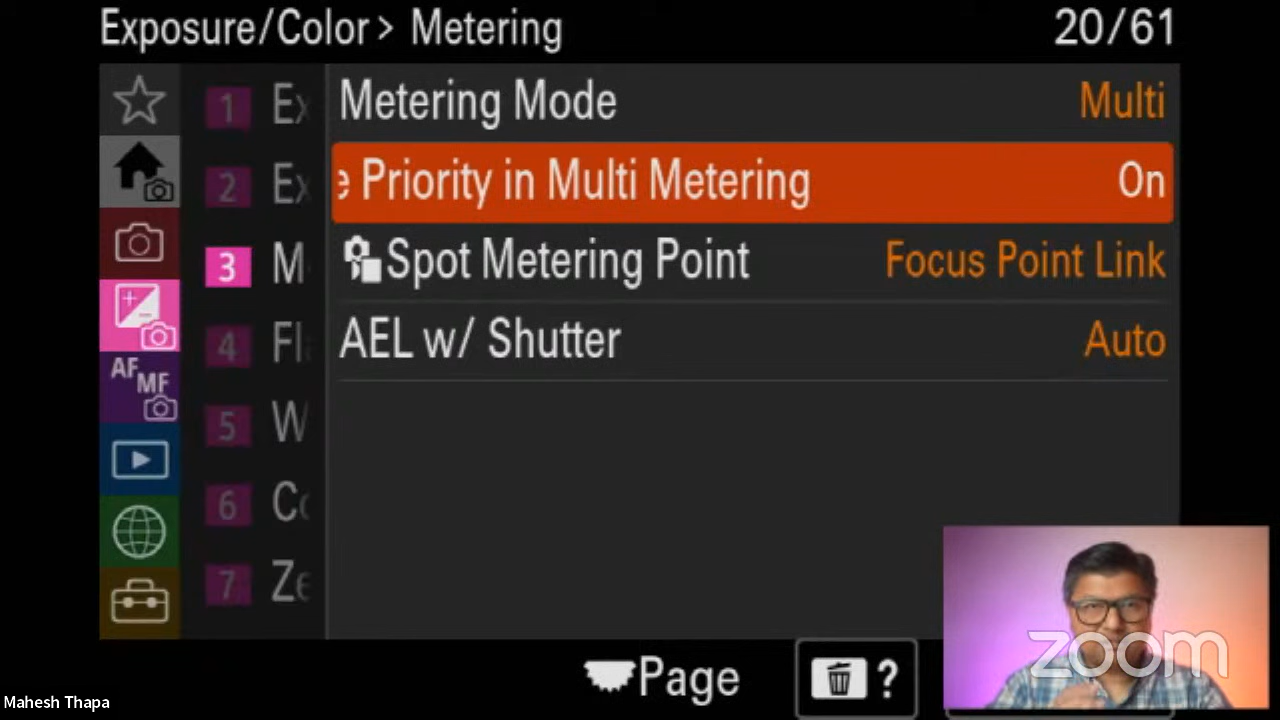 Exposure/Color > Metering 20/61
1 Ex
2 Ex
3 M
4 Fl
5 W
6 Co
7 Ze
Metering Mode Multi
e Priority in Multi Metering On
Spot Metering Point Focus Point Link
AEL w/ Shutter Auto
AF MF
Page ?
zoom
Mahesh Thapa